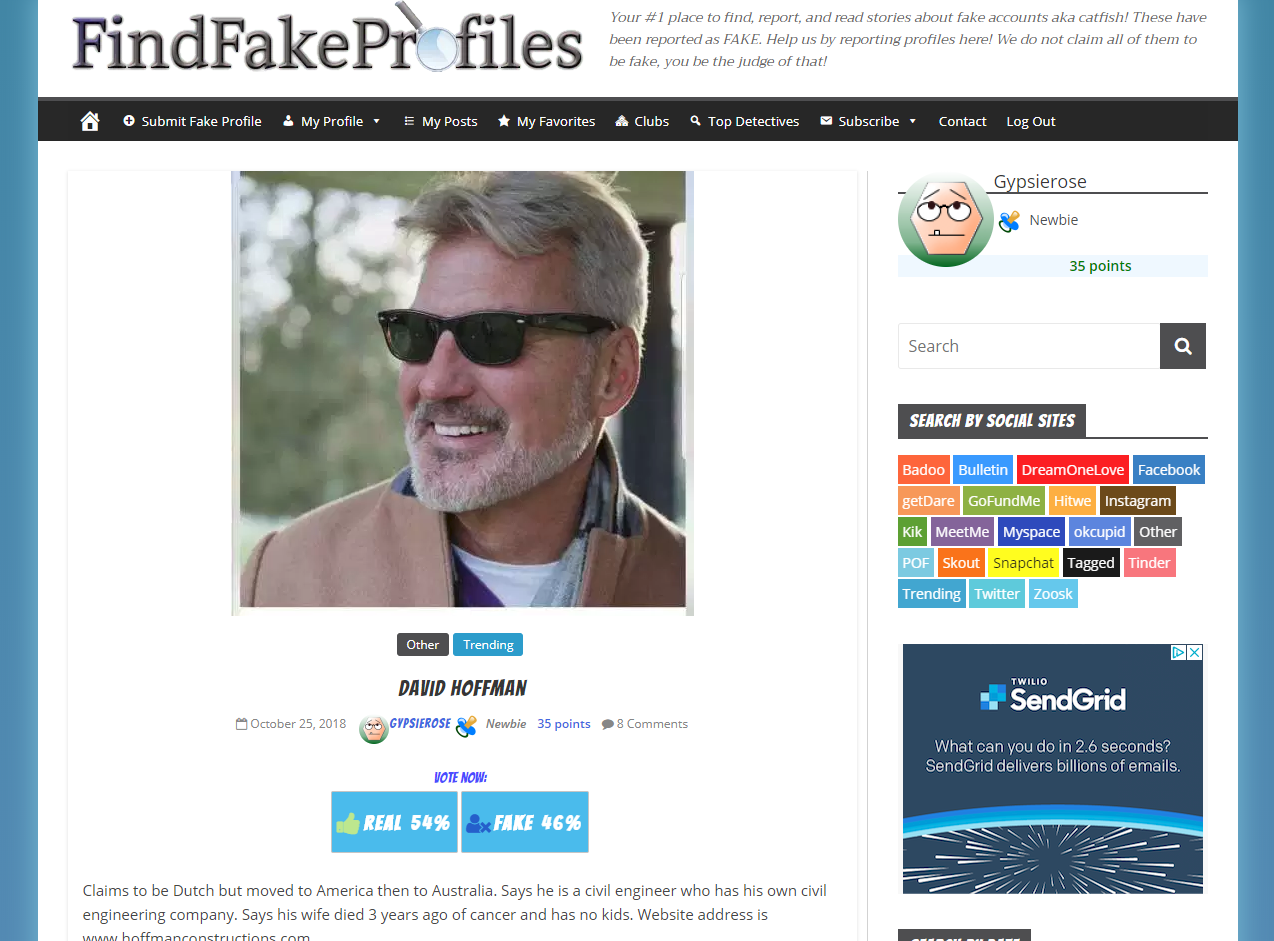 FindFakeProfiles
Your #1 place to find, report, and read stories about fake accounts aka catfish! These have
been reported as FAKE. Help us by reporting profiles here! We do not claim all of them to
be fake, you be the judge of that!
Submit Fake Profile My Profile My Posts My Favorites Clubs Top Detectives Subscribe Contact Log Out
Gypsierose
Newbie
35 points
Search
SEARCH BY SOCIAL SITES
Badoo Bulletin DreamOneLove Facebook
getDare GoFundMe Hitwe Instagram
Kik MeetMe Myspace okcupid Other
POF Skout Snapchat Tagged Tinder
Trending Twitter Zoosk
Other Trending
DAVID HOFFMAN
October 25, 2018 GYPSIEROSE Newbie 35 points 8 Comments
VOTE NOW:
REAL 54% FAKE 46%
Claims to be Dutch but moved to America then to Australia. Says he is a civil engineer who has his own civil
engineering company. Says his wife died 3 years ago of cancer and has no kids. Website address is
www.hoffmanconstructions.com
TWILIO
SendGrid
What can you do in 2.6 seconds?
SendGrid delivers billions of emails.
SEARCH BY DATE